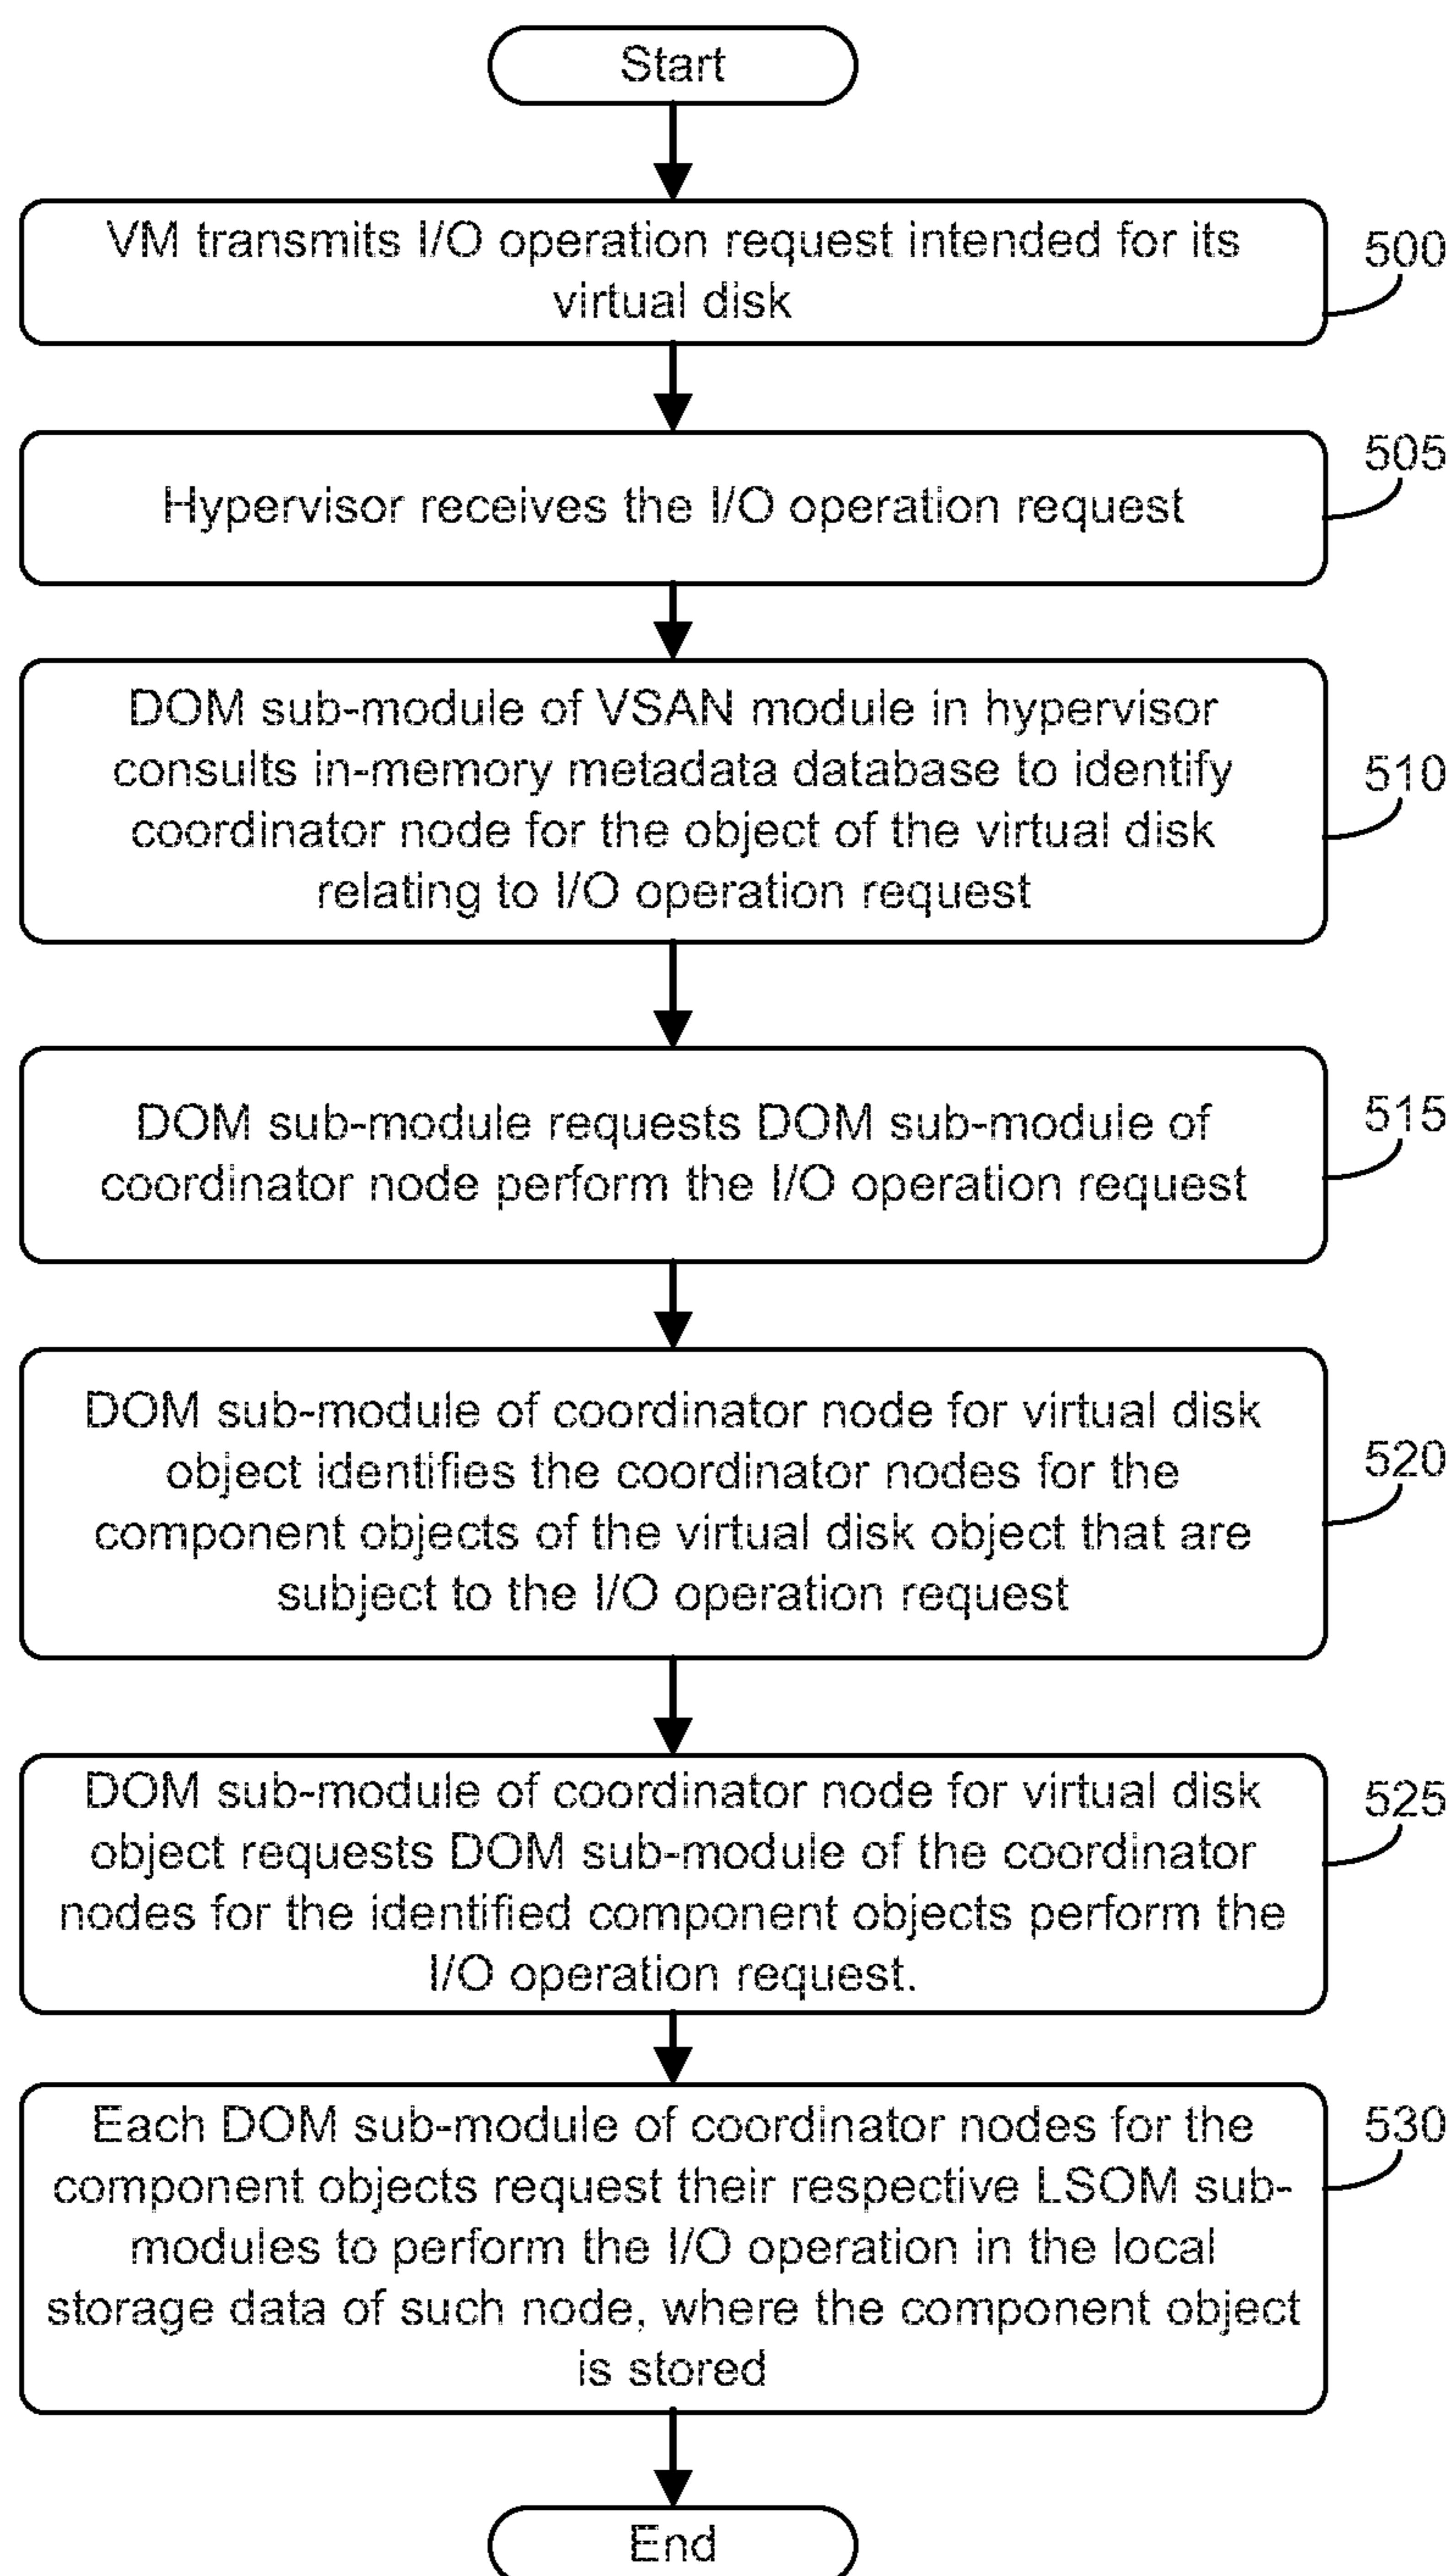 Start
VM transmits I/O operation request intended for its
virtual disk
500
Hypervisor receives the I/O operation request
505
DOM sub-module of VSAN module in hypervisor
consults in-memory metadata database to identify
coordinator node for the object of the virtual disk
relating to I/O operation request
510
DOM sub-module requests DOM sub-module of
coordinator node perform the I/O operation request
515
DOM sub-module of coordinator node for virtual disk
object identifies the coordinator nodes for the
component objects of the virtual disk object that are
subject to the I/O operation request
520
DOM sub-module of coordinator node for virtual disk
object requests DOM sub-module of the coordinator
nodes for the identified component objects perform the
I/O operation request.
525
Each DOM sub-module of coordinator nodes for the
component objects request their respective LSOM sub-
modules to perform the I/O operation in the local
storage data of such node, where the component object
is stored
530
End